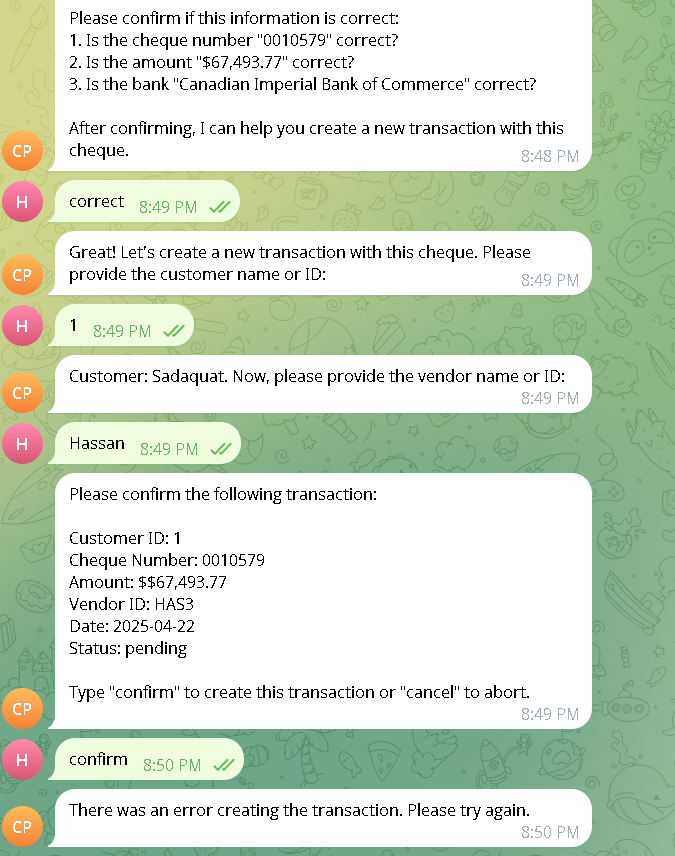 Please confirm if this information is correct:
1. Is the cheque number "0010579" correct?
2. Is the amount "$67,493.77" correct?
3. Is the bank "Canadian Imperial Bank of Commerce" correct?
After confirming, I can help you create a new transaction with this
cheque.
8:48 PM
CP
H
correct 8:49 PM
Great! Let's create a new transaction with this cheque. Please
provide the customer name or ID:
8:49 PM
CP
H
1 8:49 PM
Customer: Sadaquat. Now, please provide the vendor name or ID:
8:49 PM
CP
H
Hassan 8:49 PM
Please confirm the following transaction:
Customer ID: 1
Cheque Number: 0010579
Amount: $$67,493.77
Vendor ID: HAS3
Date: 2025-04-22
Status: pending
Type "confirm" to create this transaction or "cancel" to abort.
8:49 PM
CP
H
confirm 8:50 PM
There was an error creating the transaction. Please try again.
8:50 PM
CP